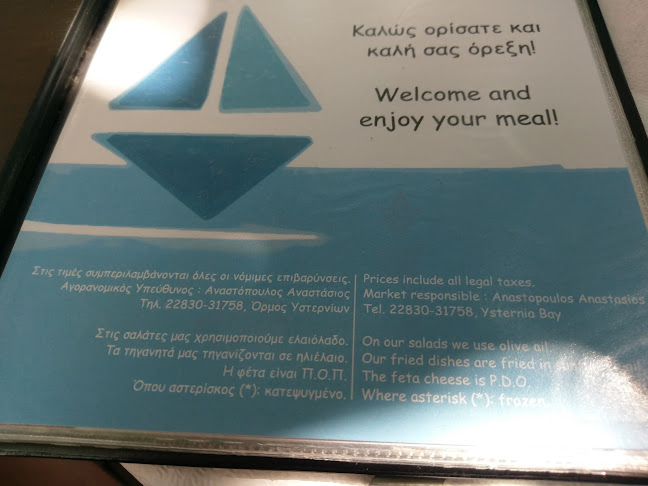 Καλώς ορίσατε και
καλή σας όρεξη!
Welcome and
enjoy your meal!
Στις τιμές συμπεριλαμβάνονται όλες οι νόμιμες επιβαρύνσεις.
Αγορανομικός Υπεύθυνος : Αναστόπουλος Αναστάσιος
Τηλ. 22830-31758, Όρμος Υστερνίων
Στις σαλάτες μας χρησιμοποιούμε ελαιόλαδο.
Τα τηγανητά μας τηγανίζονται σε ηλιέλαιο.
Η φέτα είναι Π.Ο.Π.
Όπου αστερίσκος (*): κατεψυγμένο.
Prices include all legal taxes.
Market responsible : Anastopoulos Anastasios
Tel. 22830-31758, Ysternia Bay
On our salads we use olive oil.
Our fried dishes are fried in
The feta cheese is P.D.O.
Where asterisk (*): frozen.